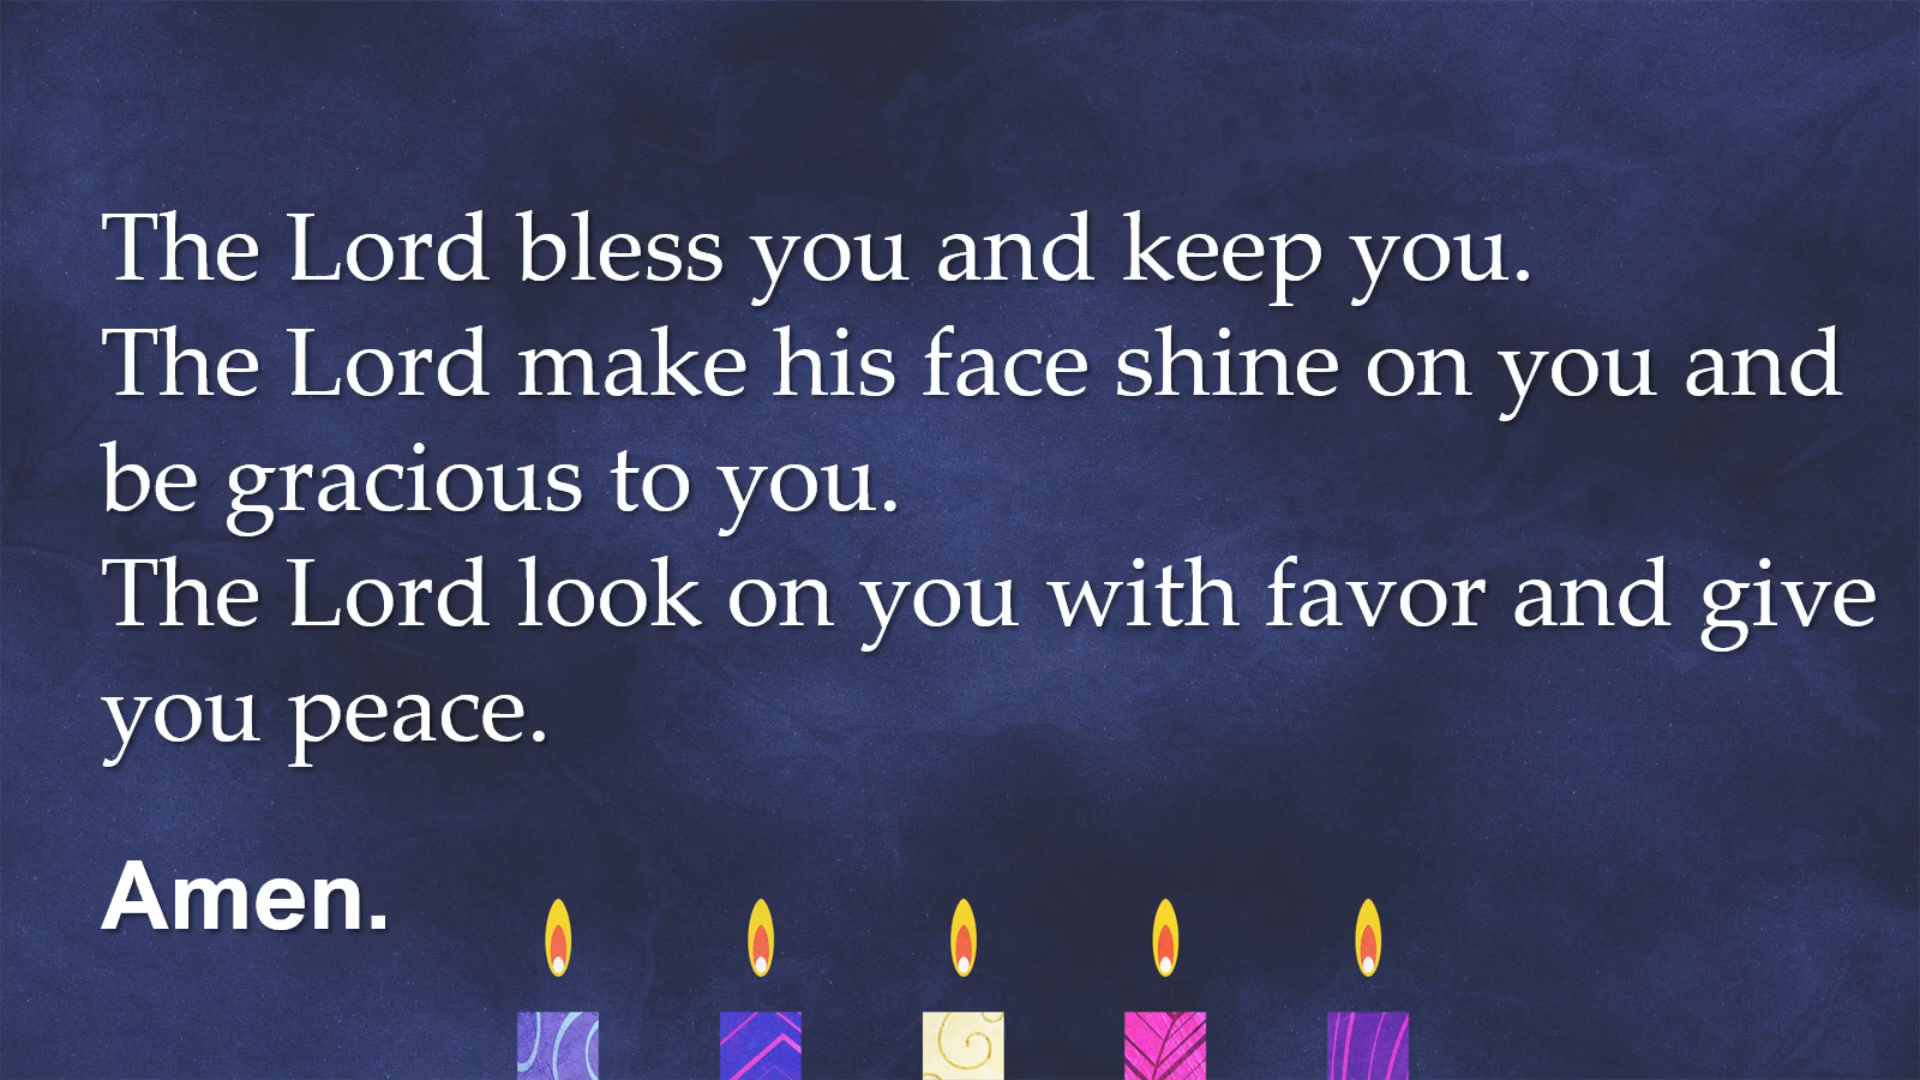 The Lord bless you and keep you.
The Lord make his face shine on you and
be gracious to you.
The Lord look on you with favor and give
you peace.
Amen.